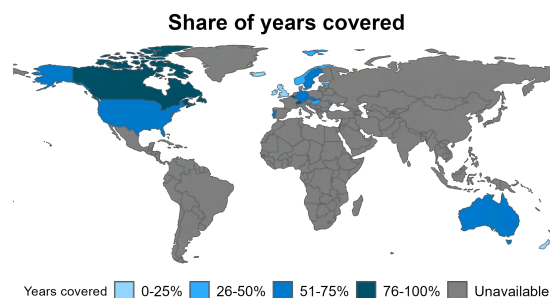 Share of years covered
Years covered 0-25% 26-50% 51-75% 76-100% Unavailable